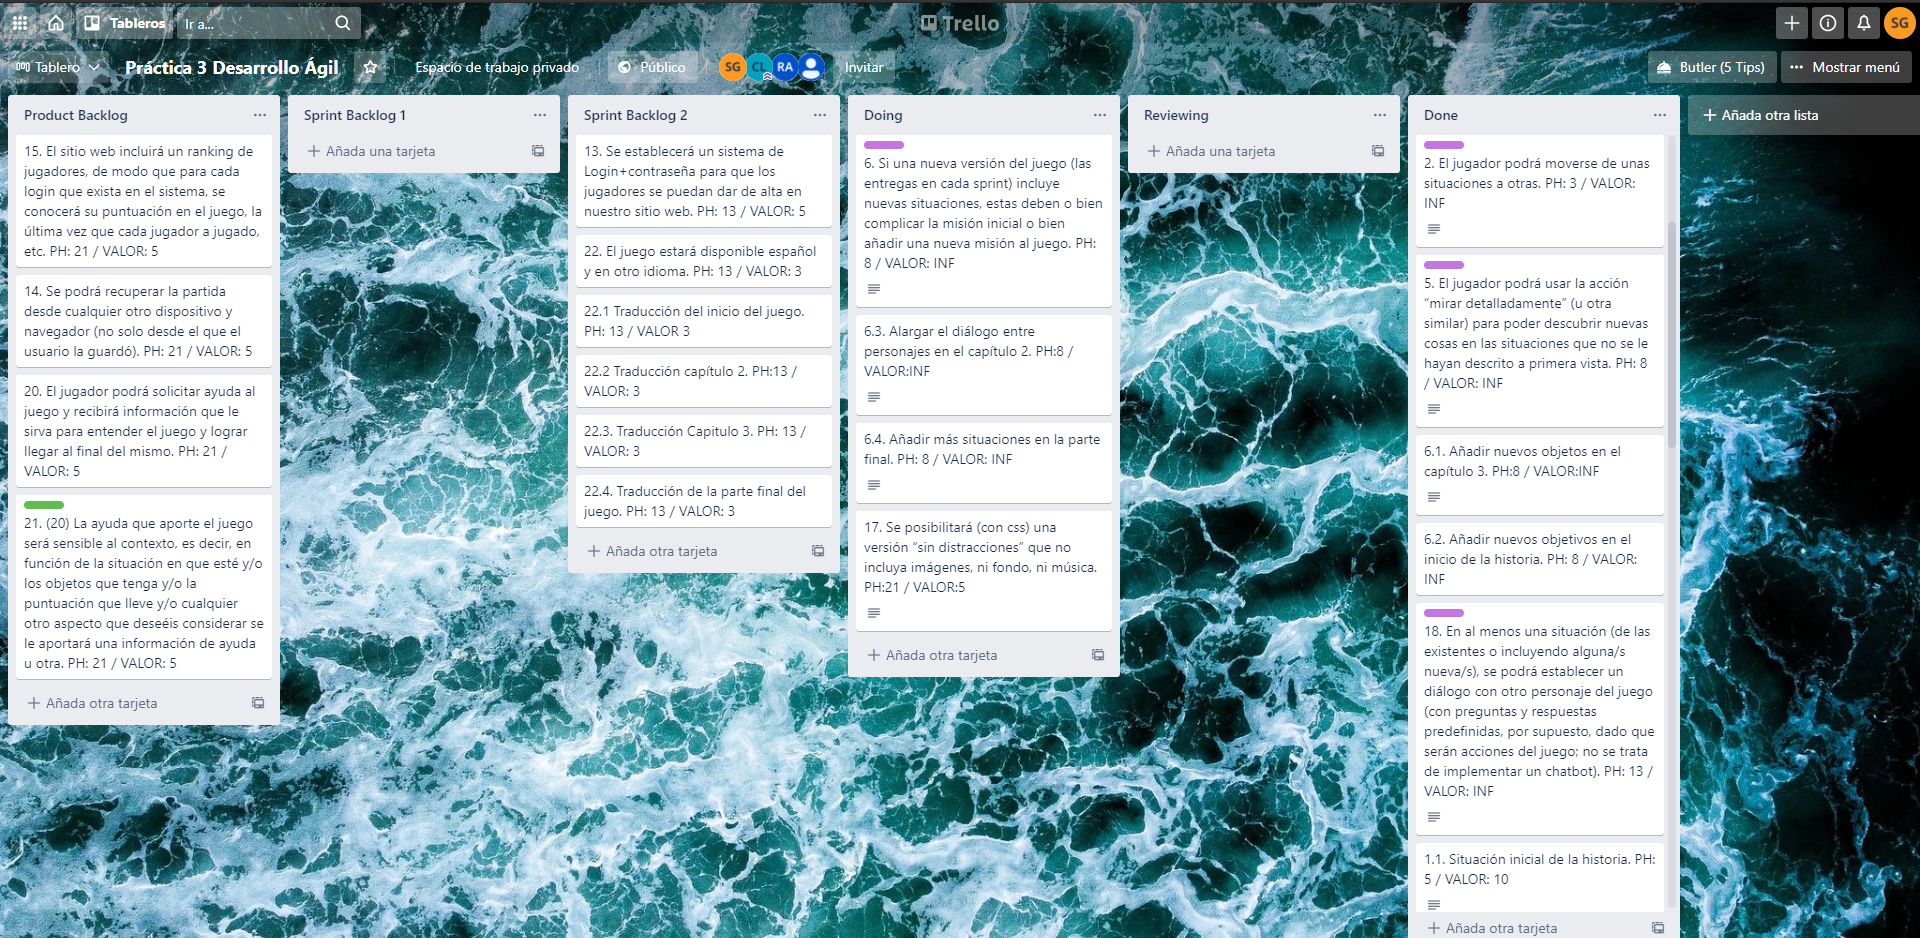 Tableros
Ir a...
Trello
SG
Tablero
Práctica 3 Desarrollo Ágil
Espacio de trabajo privado
Público
SG
CL
RA
Invitar
Butler (5 Tips)
Mostrar menú
Product Backlog
15. El sitio web incluirá un ranking de
jugadores, de modo que para cada
login que exista en el sistema, se
conocerá su puntuación en el juego, la
última vez que cada jugador a jugado,
etc. PH: 21 / VALOR: 5
14. Se podrá recuperar la partida
desde cualquier otro dispositivo y
navegador (no solo desde el que el
usuario la guardó). PH: 21 / VALOR: 5
20. El jugador podrá solicitar ayuda al
juego y recibirá información que le
sirva para entender el juego y lograr
llegar al final del mismo. PH: 21 /
VALOR: 5
21. (20) La ayuda que aporte el juego
será sensible al contexto, es decir, en
función de la situación en que esté y/o
los objetos que tenga y/o la
puntuación que lleve y/o cualquier
otro aspecto que deseéis considerar se
le aportará una información de ayuda
u otra. PH: 21 / VALOR: 5
+ Añada otra tarjeta
Sprint Backlog 1
+ Añada una tarjeta
Sprint Backlog 2
13. Se establecerá un sistema de
Login+contraseña para que los
jugadores se puedan dar de alta en
nuestro sitio web. PH: 13 / VALOR: 5
22. El juego estará disponible español
y en otro idioma. PH: 13 / VALOR: 3
22.1 Traducción del inicio del juego.
PH: 13 / VALOR 3
22.2 Traducción capítulo 2. PH:13 /
VALOR: 3
22.3. Traducción Capitulo 3. PH: 13 /
VALOR: 3
22.4. Traducción de la parte final del
juego. PH: 13 / VALOR: 3
+ Añada otra tarjeta
Doing
6. Si una nueva versión del juego (las
entregas en cada sprint) incluye
nuevas situaciones, estas deben o bien
complicar la misión inicial o bien
añadir una nueva misión al juego. PH:
8 / VALOR: INF
6.3. Alargar el diálogo entre
personajes en el capítulo 2. PH:8 /
VALOR:INF
6.4. Añadir más situaciones en la parte
final. PH: 8 / VALOR: INF
17. Se posibilitará (con css) una
versión “sin distracciones” que no
incluya imágenes, ni fondo, ni música.
PH:21 / VALOR:5
+ Añada otra tarjeta
Reviewing
+ Añada una tarjeta
Done
2. El jugador podrá moverse de unas
situaciones a otras. PH: 3 / VALOR:
INF
5. El jugador podrá usar la acción
“mirar detalladamente” (u otra
similar) para poder descubrir nuevas
cosas en las situaciones que no se le
hayan descrito a primera vista. PH: 8
/ VALOR: INF
6.1. Añadir nuevos objetos en el
capítulo 3. PH:8 / VALOR:INF
6.2. Añadir nuevos objetivos en el
inicio de la historia. PH: 8 / VALOR:
INF
18. En al menos una situación (de las
existentes o incluyendo alguna/s
nueva/s), se podrá establecer un
diálogo con otro personaje del juego
(con preguntas y respuestas
predefinidas, por supuesto, dado que
serán acciones del juego; no se trata
de implementar un chatbot). PH: 13 /
VALOR: INF
1.1. Situación inicial de la historia. PH:
5 / VALOR: 10
+ Añada otra tarjeta
+ Añada otra lista